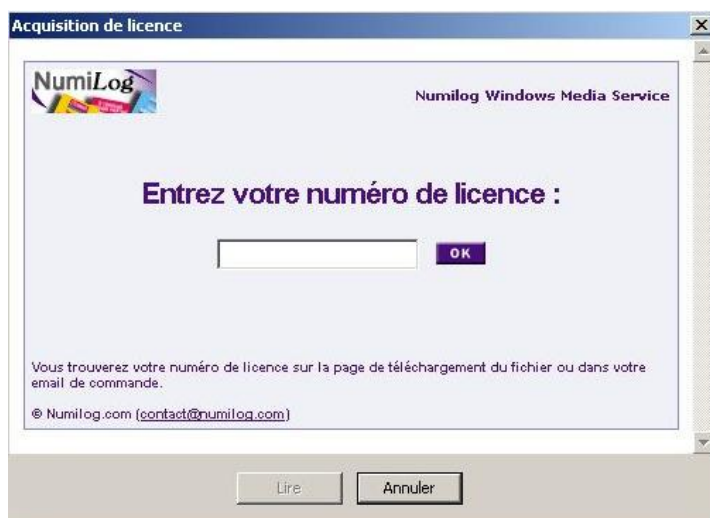 Acquisition de licence
NumiLog
Numilog Windows Media Service
Entrez votre numéro de licence :
OK
Vous trouverez votre numéro de licence sur la page de téléchargement du fichier ou dans votre
email de commande.
© Numilog.com (contact@numilog.com)
Lire
Annuler